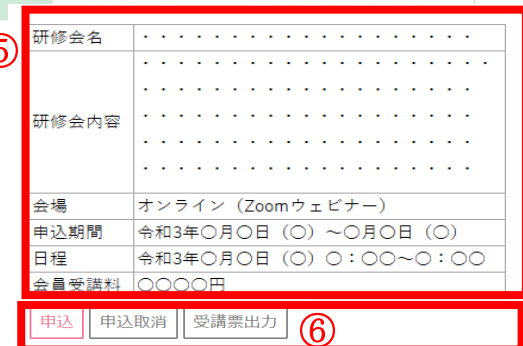 ⑤
研修会名 ・・・・・・・・・・・・・・・・・・
研修会内容 ・・・・・・・・・・・・・・・・・・・
・・・・・・・・・・・・・・・・・・
・・・・・・・・・・・・・・・・・・
・・・・・・・・・・・・・・・・・・
・・・・・・・・・・・・・・・・・・
会場 オンライン(Zoomウェビナー)
申込期間 令和3年〇月〇日(〇)~〇月〇日(〇)
日程 令和3年〇月〇日(〇)〇:〇〇~〇:〇〇
会員受講料 〇〇〇〇円
申込 申込取消 受講票出力 ⑥